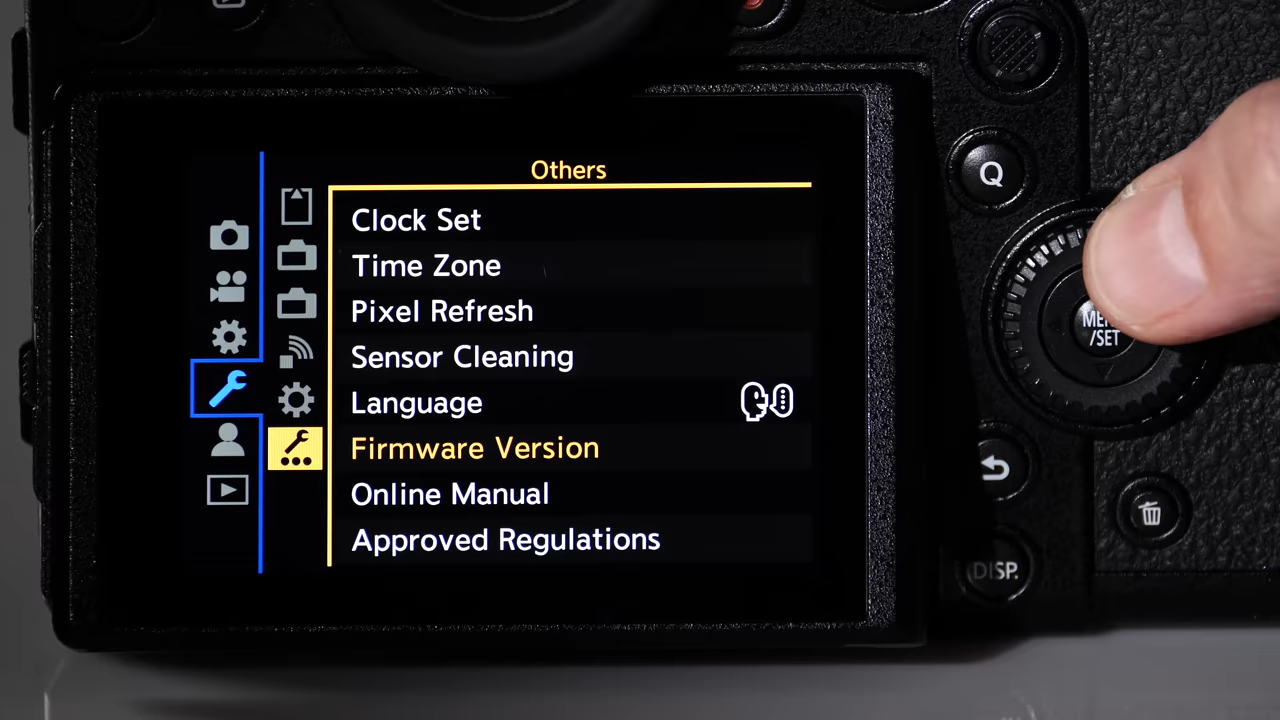 Others
Clock Set
Time Zone
Pixel Refresh
Sensor Cleaning
Language
Firmware Version
Online Manual
Approved Regulations
Q
/SET
DISP.